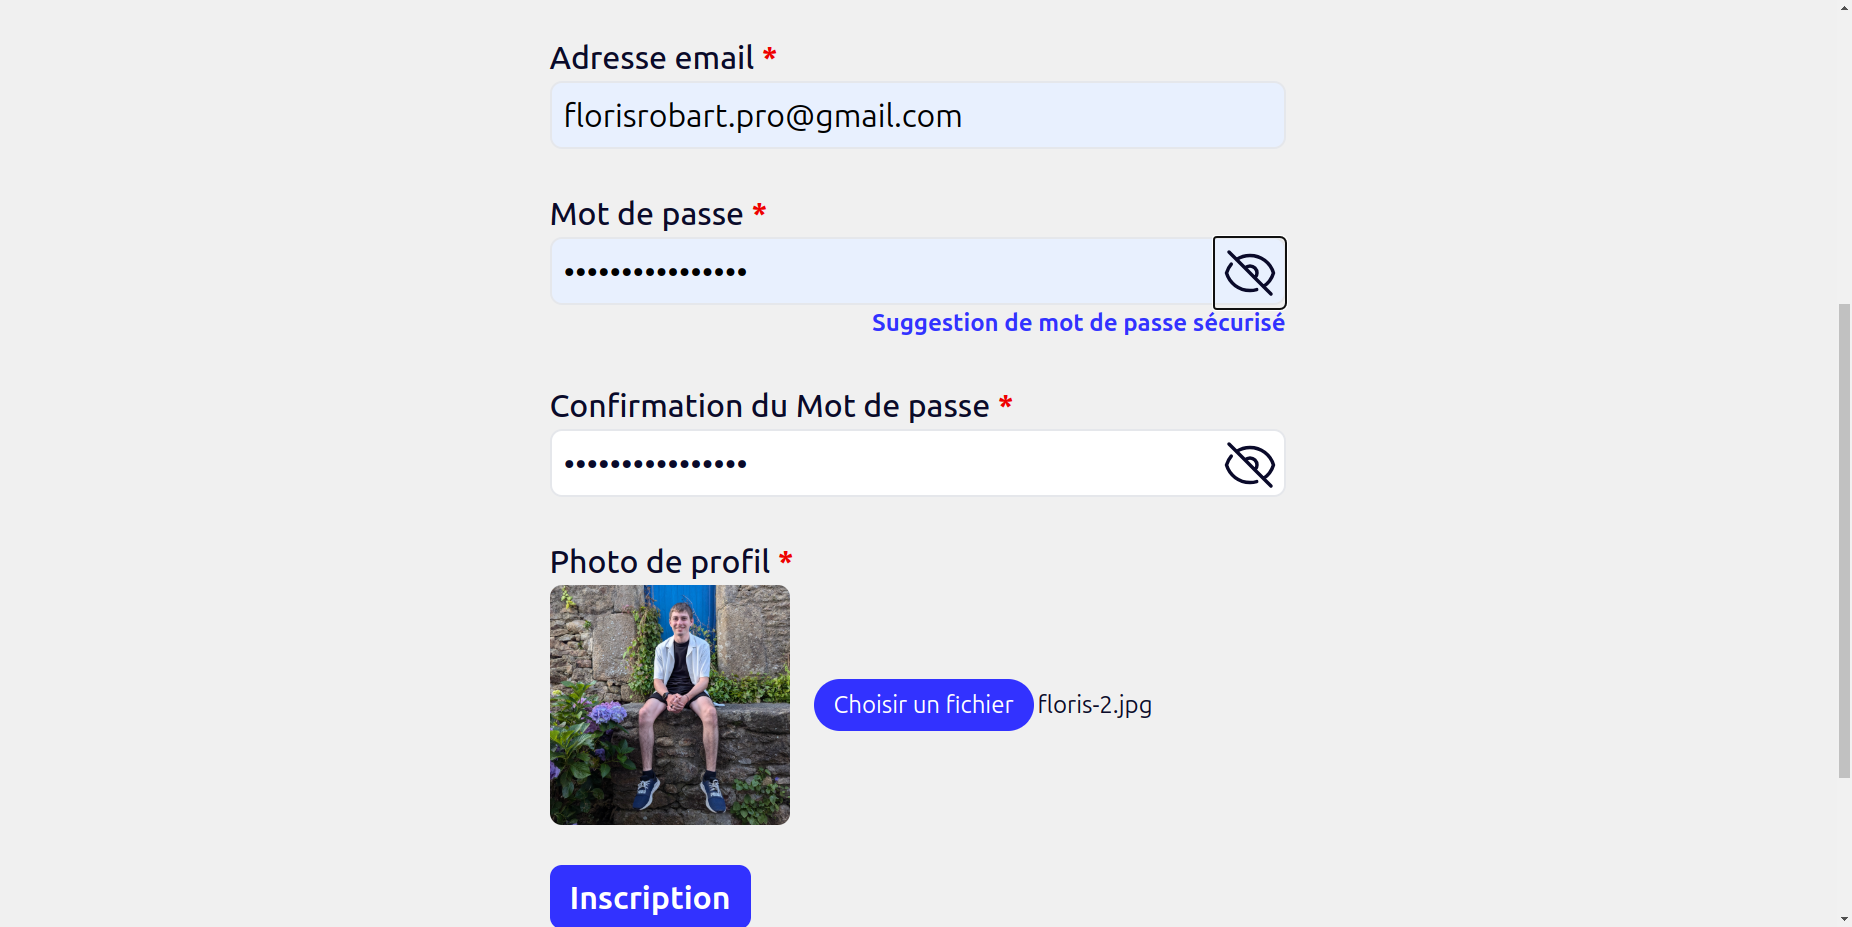 Adresse email *
florisrobart.pro@gmail.com
Mot de passe *
••••••••••••••••
Suggestion de mot de passe sécurisé
Confirmation du Mot de passe *
••••••••••••••••
Photo de profil *
Choisir un fichier floris-2.jpg
Inscription